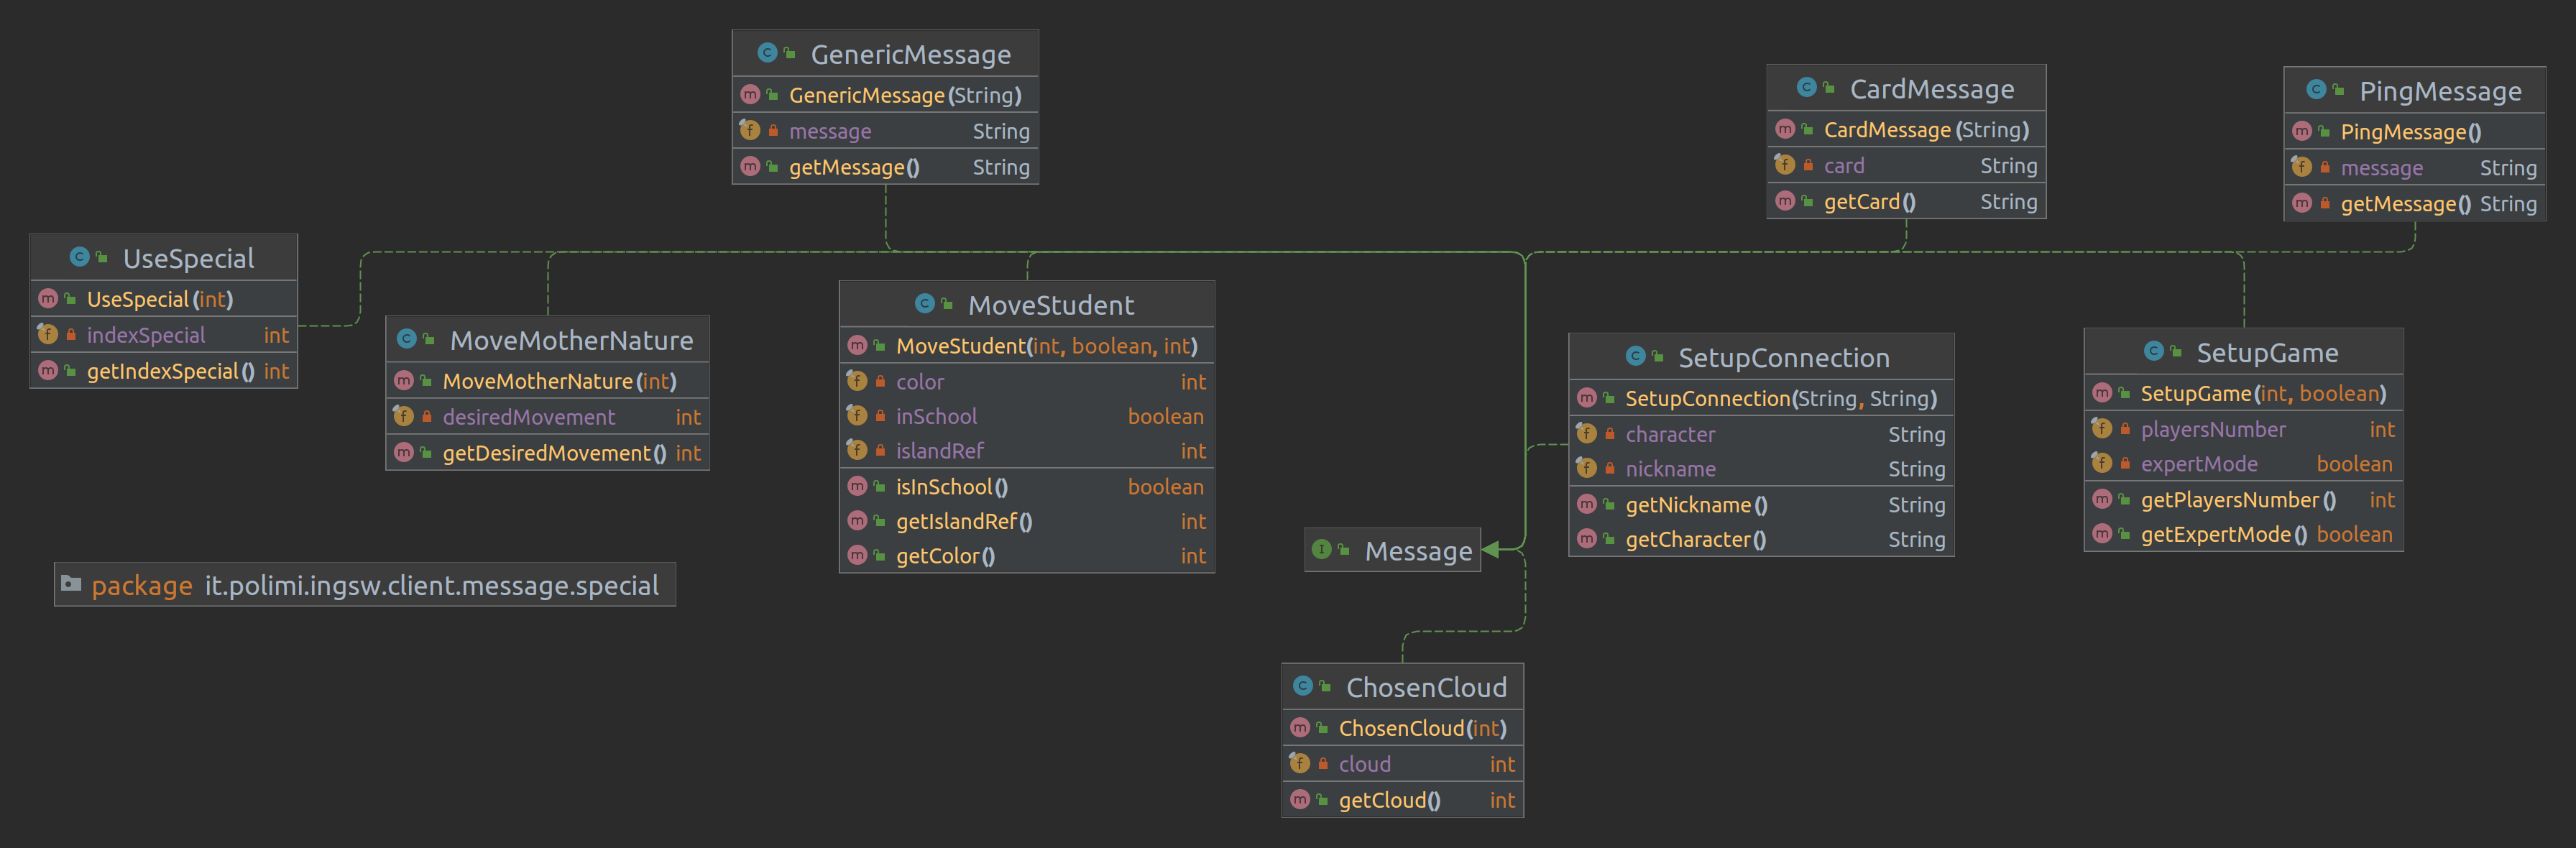 GenericMessage
GenericMessage(String)
message String
getMessage() String
CardMessage
CardMessage(String)
card String
getCard() String
PingMessage
PingMessage()
message String
getMessage() String
UseSpecial
UseSpecial(int)
indexSpecial int
getIndexSpecial() int
MoveMotherNature
MoveMotherNature(int)
desiredMovement int
getDesiredMovement() int
MoveStudent
MoveStudent(int, boolean, int)
color int
inSchool boolean
islandRef int
isInSchool() boolean
getIslandRef() int
getColor() int
SetupConnection
SetupConnection(String, String)
character String
nickname String
getNickname() String
getCharacter() String
SetupGame
SetupGame(int, boolean)
playersNumber int
expertMode boolean
getPlayersNumber() int
getExpertMode() boolean
Message
package it.polimi.ingsw.client.message.special
ChosenCloud
ChosenCloud(int)
cloud int
getCloud() int